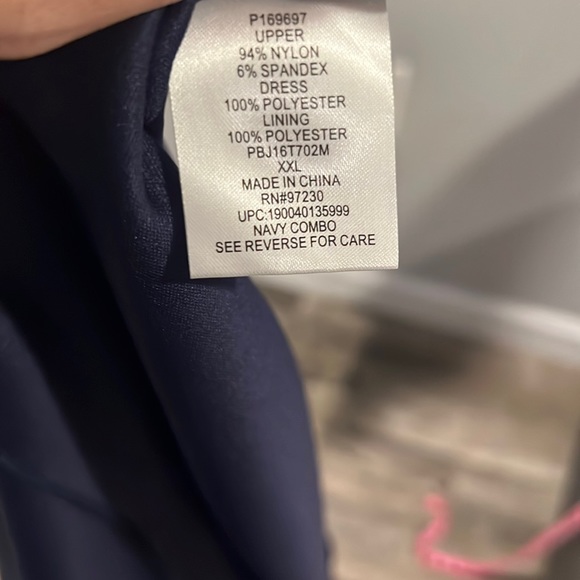 P169697
UPPER
94% NYLON
6% SPANDEX
DRESS
100% POLYESTER
LINING
100% POLYESTER
PBJ16T702M
XXL
MADE IN CHINA
RN#97230
UPC:190040135999
NAVY COMBO
SEE REVERSE FOR CARE